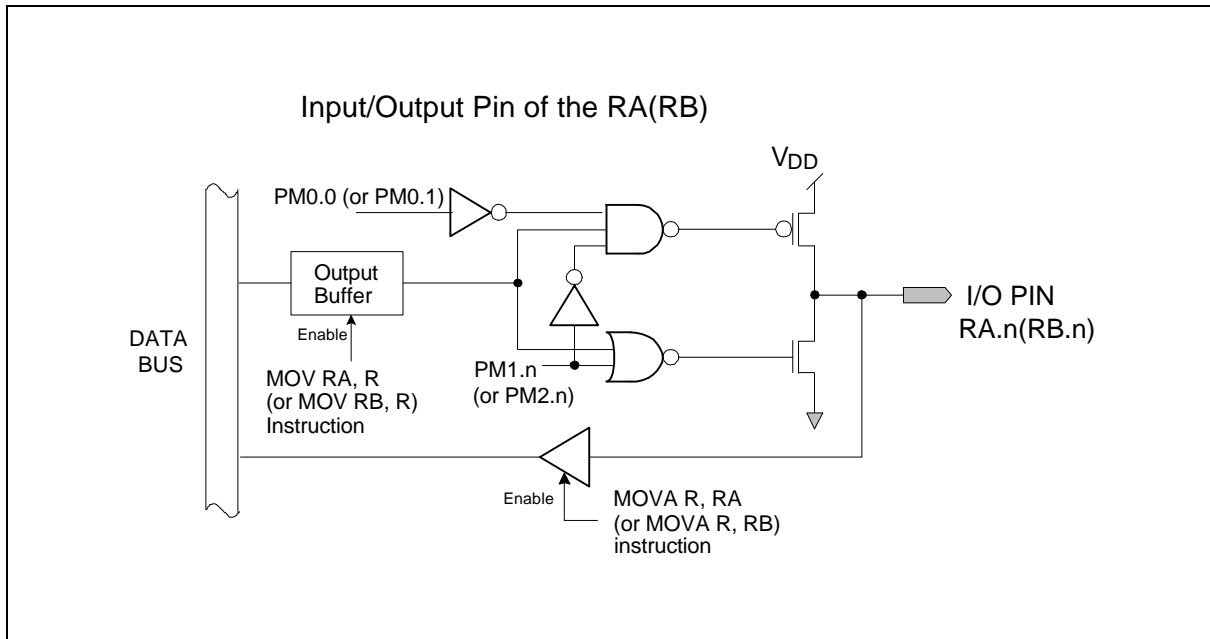 Input/Output Pin of the RA(RB)
VDD
PM0.0 (or PM0.1)
Output
Buffer
I/O PIN
RA.n(RB.n)
Enable
DATA
BUS
PM1.n
(or PM2.n)
MOV RA, R
(or MOV RB, R)
Instruction
Enable
MOVA R, RA
(or MOVA R, RB)
instruction